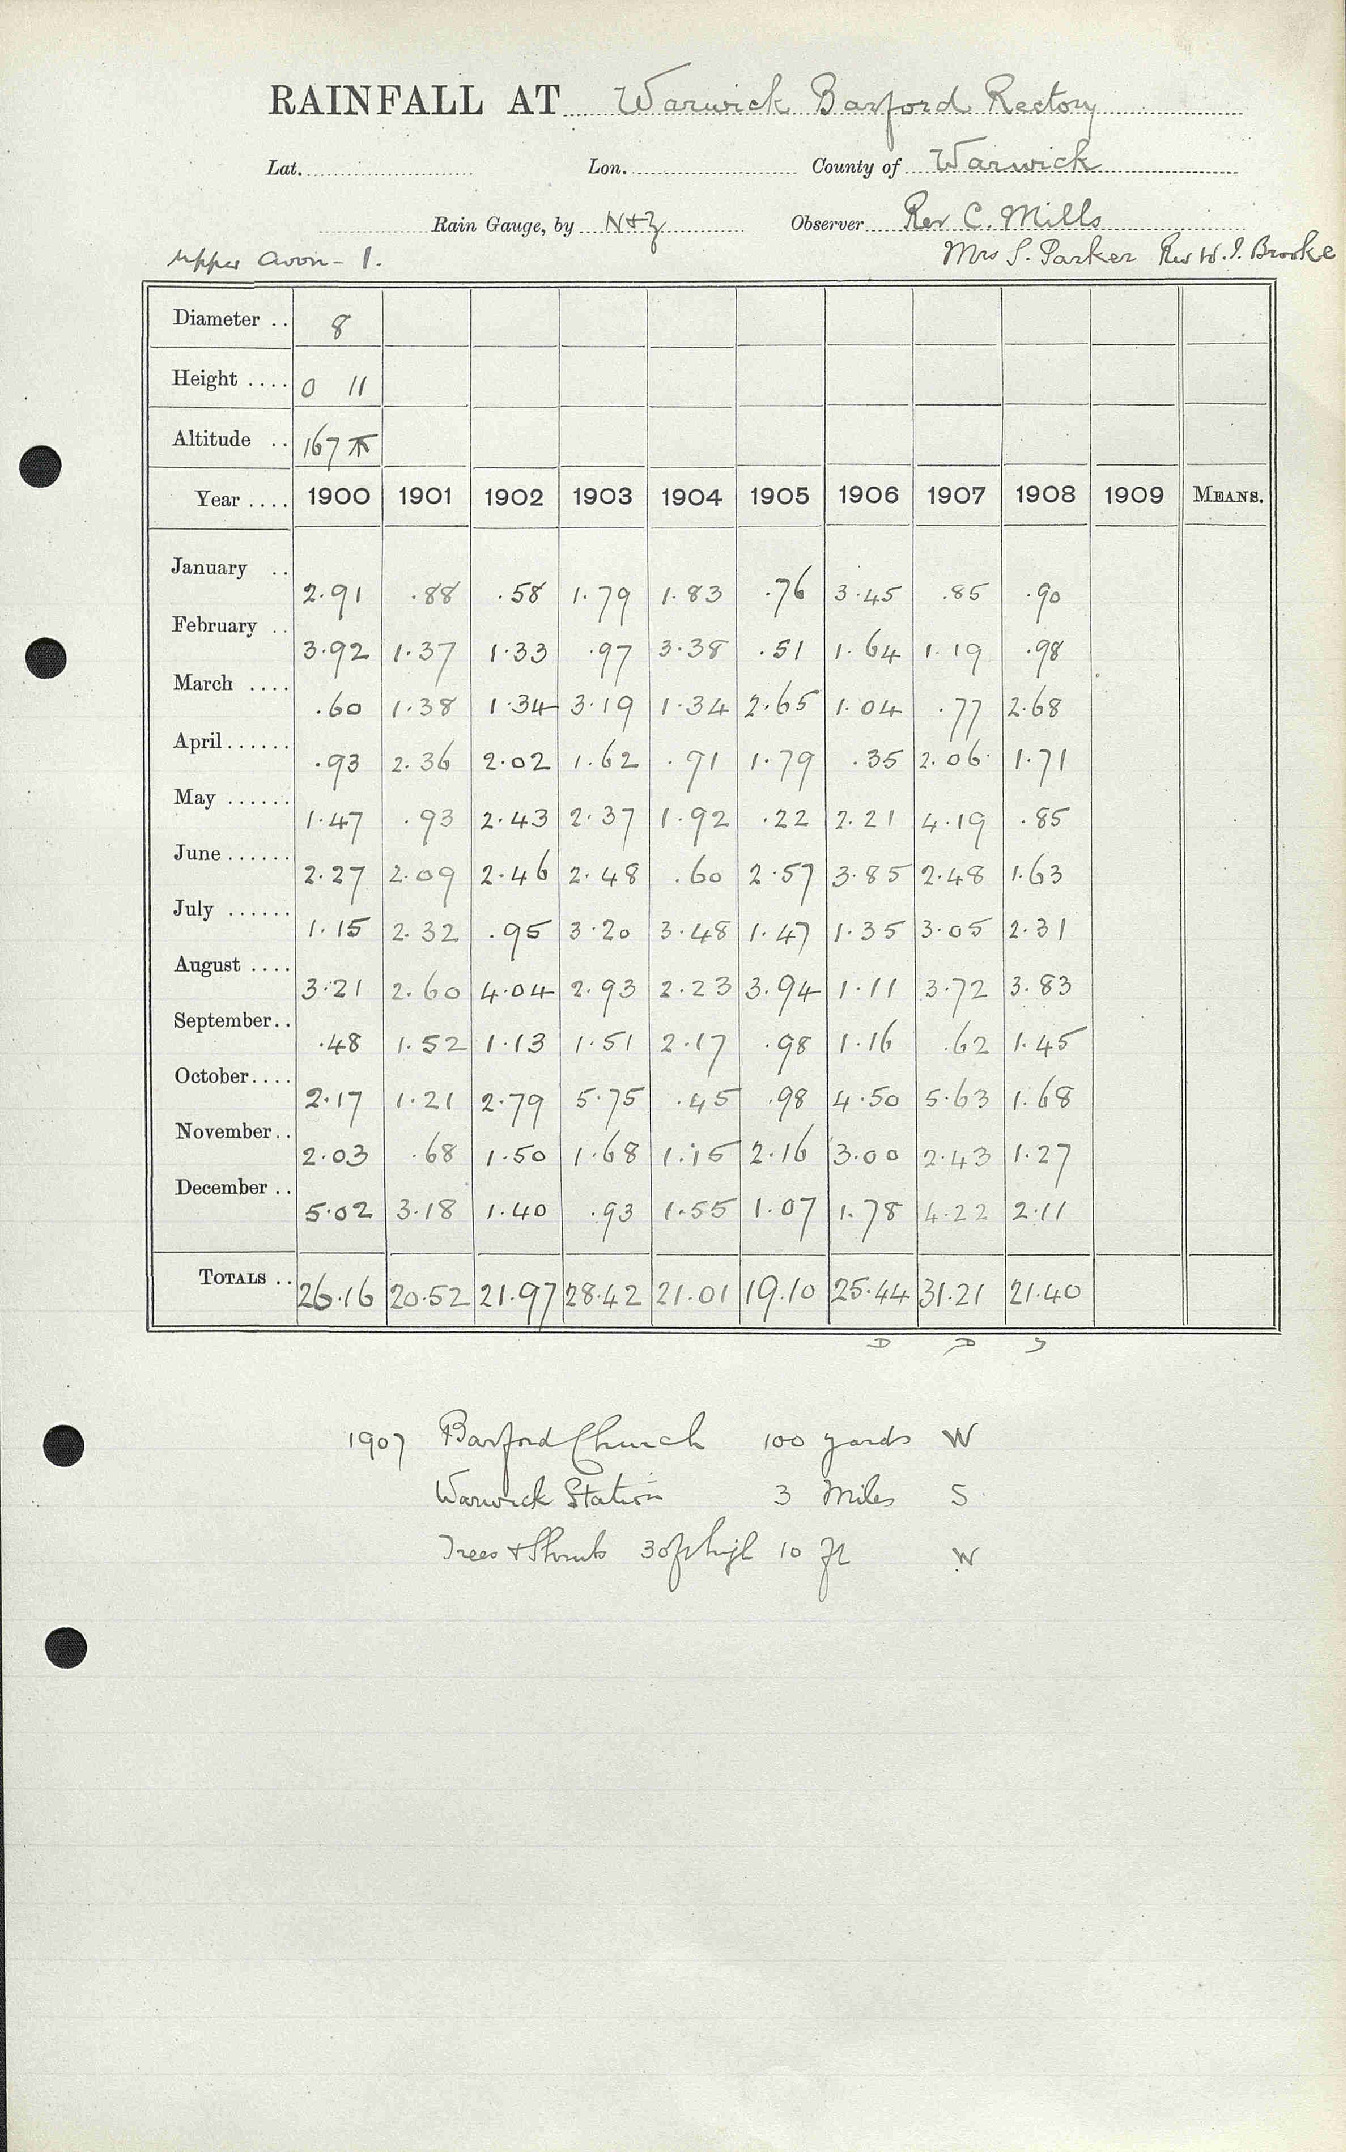 RAINFALL AT Warwick Barford Rectory
Lat. Lon. County of Warwick
Rain Gauge, by N+Z Observer Rev C. Mills
Upper Avon - 1. Mrs S. Parker Rev W. J. Brooke
Diameter .. 8
Height .... 0 11
Altitude .. 167
Year .... 1900 1901 1902 1903 1904 1905 1906 1907 1908 1909 MEANS.
January .. 2.91 .88 .58 1.79 1.83 .76 3.45 .85 .90
February .. 3.92 1.37 1.33 .97 3.38 .51 1.64 1.19 .98
March .... .60 1.38 1.34 3.19 1.34 2.65 1.04 .77 2.68
April...... .93 2.36 2.02 1.62 .91 1.79 .35 2.06 1.71
May ...... 1.47 .93 2.43 2.37 1.92 .22 2.21 4.19 .85
June...... 2.27 2.09 2.46 2.48 .60 2.57 3.85 2.48 1.63
July ...... 1.15 2.32 .95 3.20 3.48 1.47 1.35 3.05 2.31
August .... 3.21 2.60 4.04 2.93 2.23 3.94 1.11 3.72 3.83
September.. .48 1.52 1.13 1.51 2.17 .98 1.16 .62 1.45
October.... 2.17 1.21 2.79 5.75 .45 .98 4.50 5.63 1.68
November.. 2.03 .68 1.50 1.68 1.15 2.16 3.00 2.43 1.27
December .. 5.02 3.18 1.40 .93 1.55 1.07 1.78 4.22 2.11
TOTALS .. 26.16 20.52 21.97 28.42 21.01 19.10 25.44 31.21 21.40
1907 Barford Church 100 yards W
Warwick Station 3 Miles S
Trees + Shrubs 30ft high 10 ft W